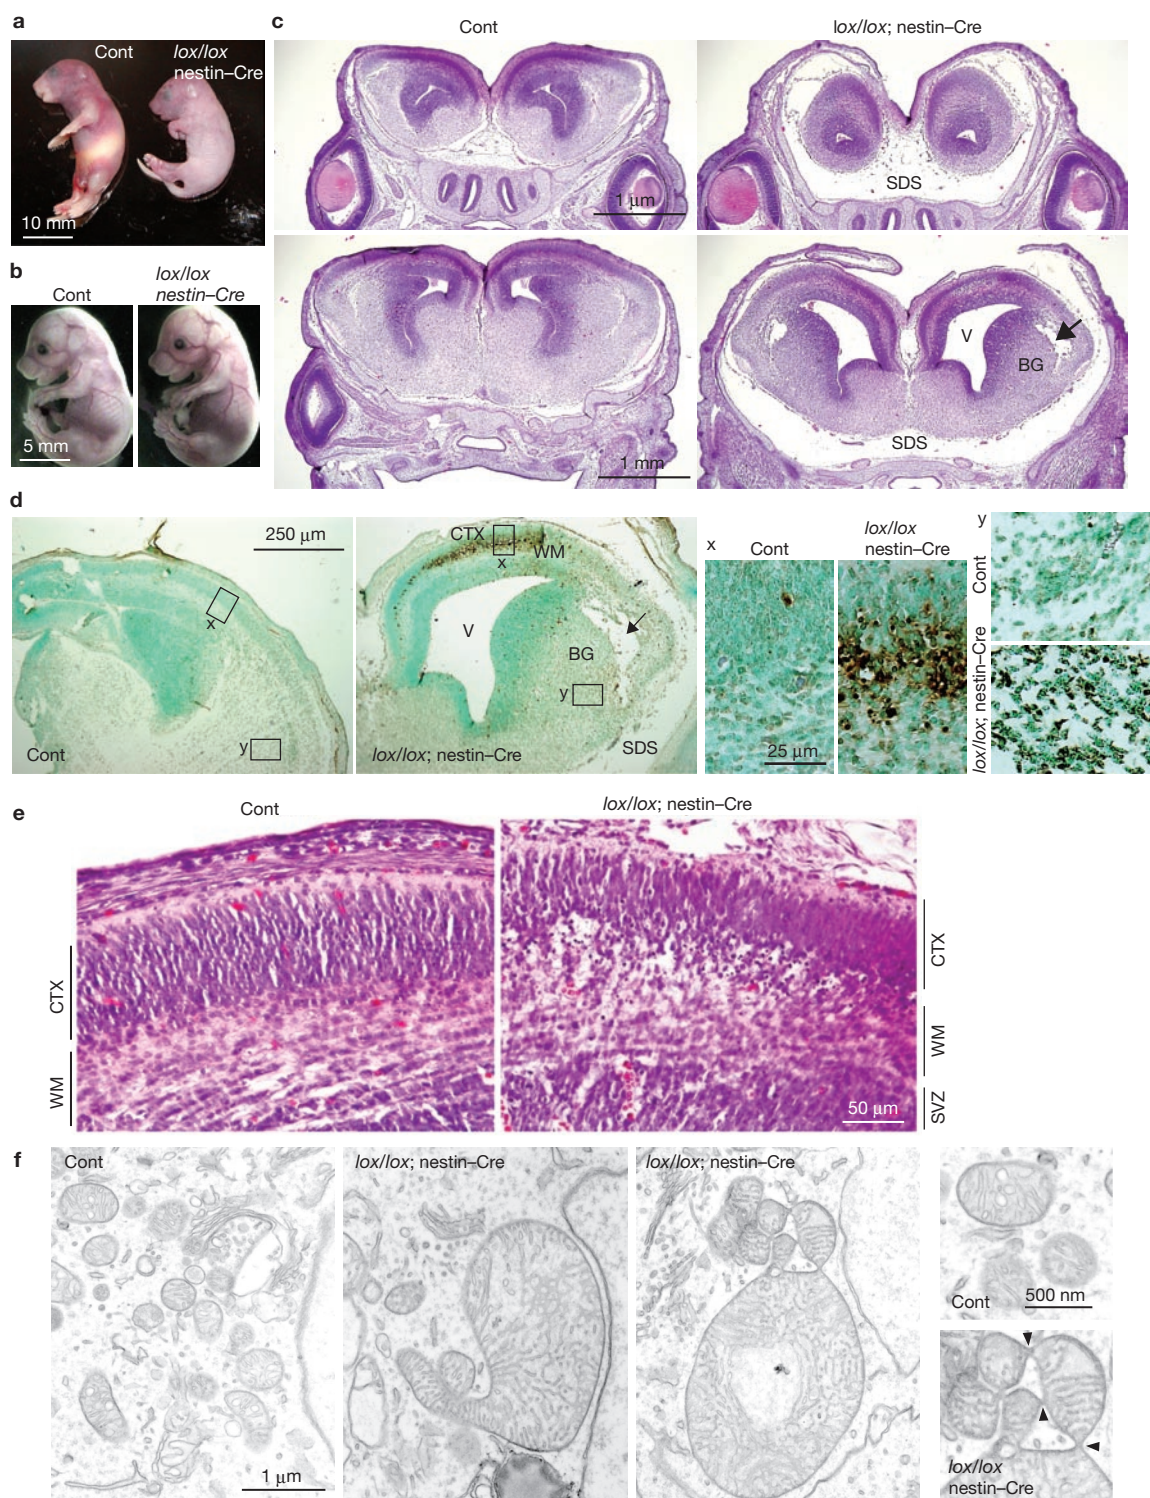 a
Cont
lox/lox
nestin–Cre
10 mm
b
Cont
lox/lox
nestin–Cre
5 mm
c
Cont
lox/lox; nestin–Cre
1 µm
SDS
1 mm
V
BG
SDS
d
250 µm
x
y
Cont
CTX
WM
x
V
BG
y
SDS
lox/lox; nestin–Cre
x
Cont
lox/lox
nestin–Cre
25 µm
y
Cont
lox/lox; nestin–Cre
e
Cont
lox/lox; nestin–Cre
CTX
WM
CTX
WM
SVZ
50 µm
f
Cont
1 µm
lox/lox; nestin–Cre
lox/lox; nestin–Cre
Cont
500 nm
lox/lox
nestin–Cre